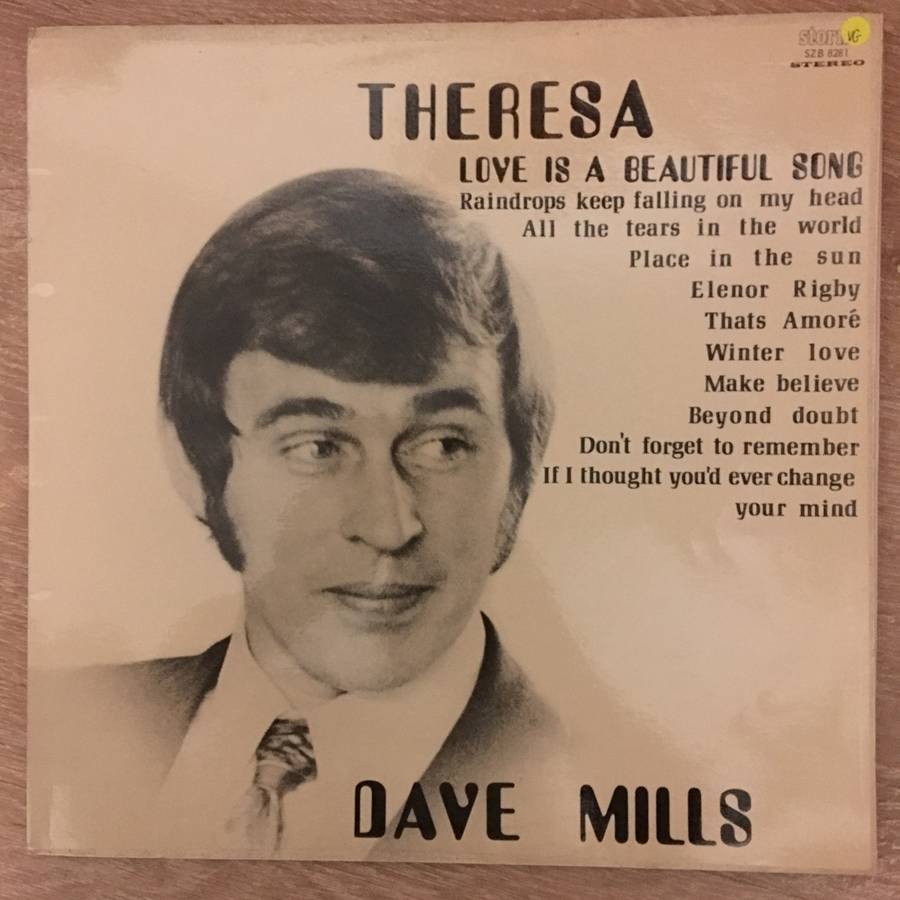 VG
SZB 8281
STEREO
THERESA
LOVE IS A BEAUTIFUL SONG
Raindrops keep falling on my head
All the tears in the world
Place in the sun
Elenor Rigby
Thats Amoré
Winter love
Make believe
Beyond doubt
Don't forget to remember
If I thought you'd ever change
your mind
DAVE MILLS